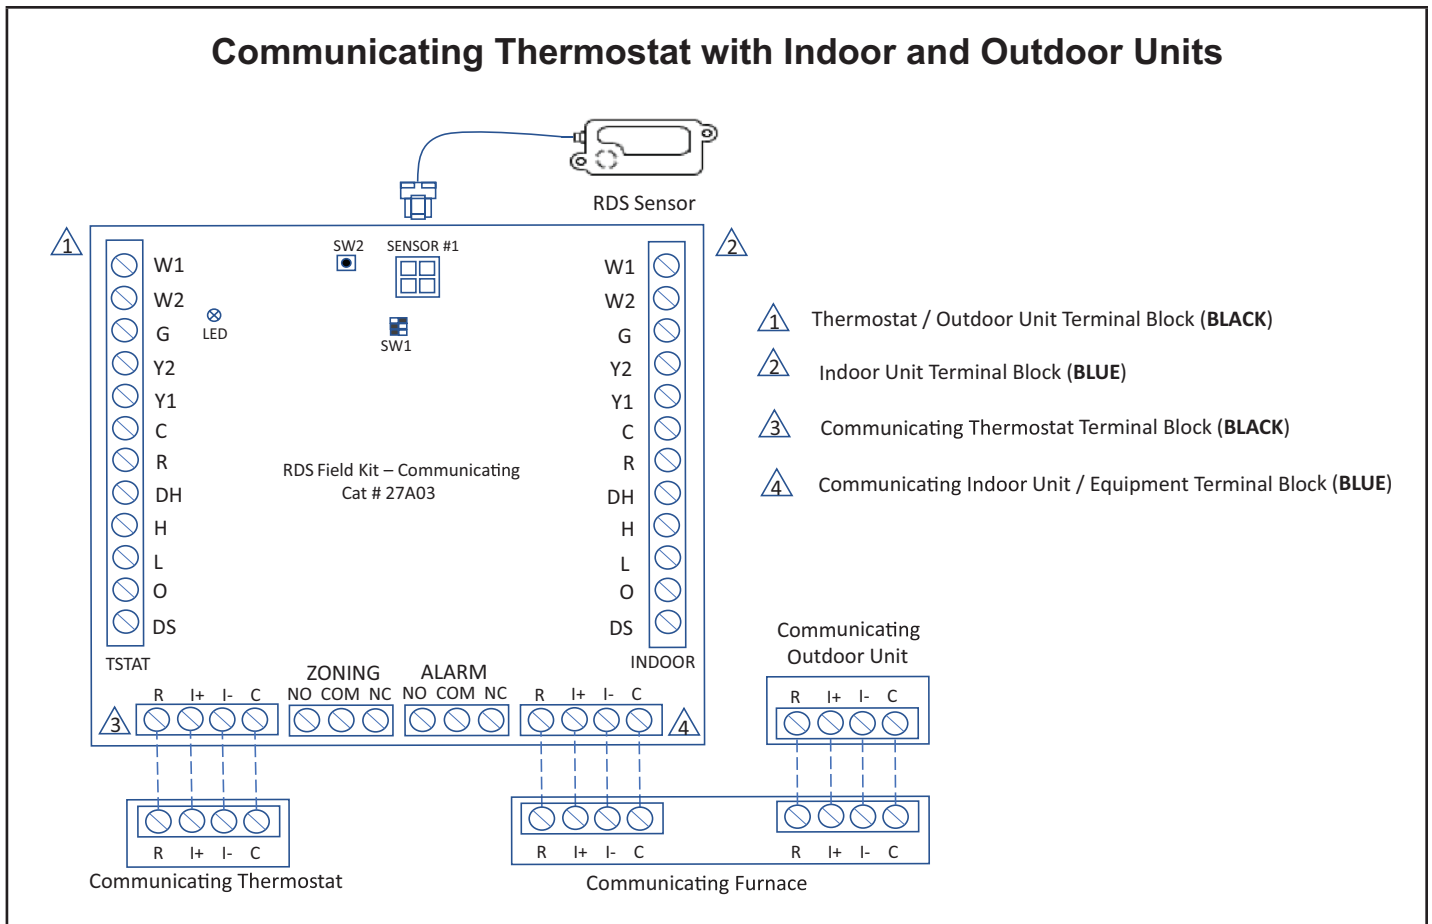 Communicating Thermostat with Indoor and Outdoor Units
RDS Sensor
1
2
SW2
SENSOR #1
LED
SW1
W1
W2
G
Y2
Y1
C
R
DH
H
L
O
DS
TSTAT
RDS Field Kit – Communicating
Cat # 27A03
W1
W2
G
Y2
Y1
C
R
DH
H
L
O
DS
INDOOR
1 Thermostat / Outdoor Unit Terminal Block (BLACK)
2 Indoor Unit Terminal Block (BLUE)
3 Communicating Thermostat Terminal Block (BLACK)
4 Communicating Indoor Unit / Equipment Terminal Block (BLUE)
3
R I+ I- C
ZONING
NO COM NC
ALARM
NO COM NC
R I+ I- C
4
Communicating
Outdoor Unit
R I+ I- C
R I+ I- C
Communicating Thermostat
R I+ I- C
R I+ I- C
Communicating Furnace